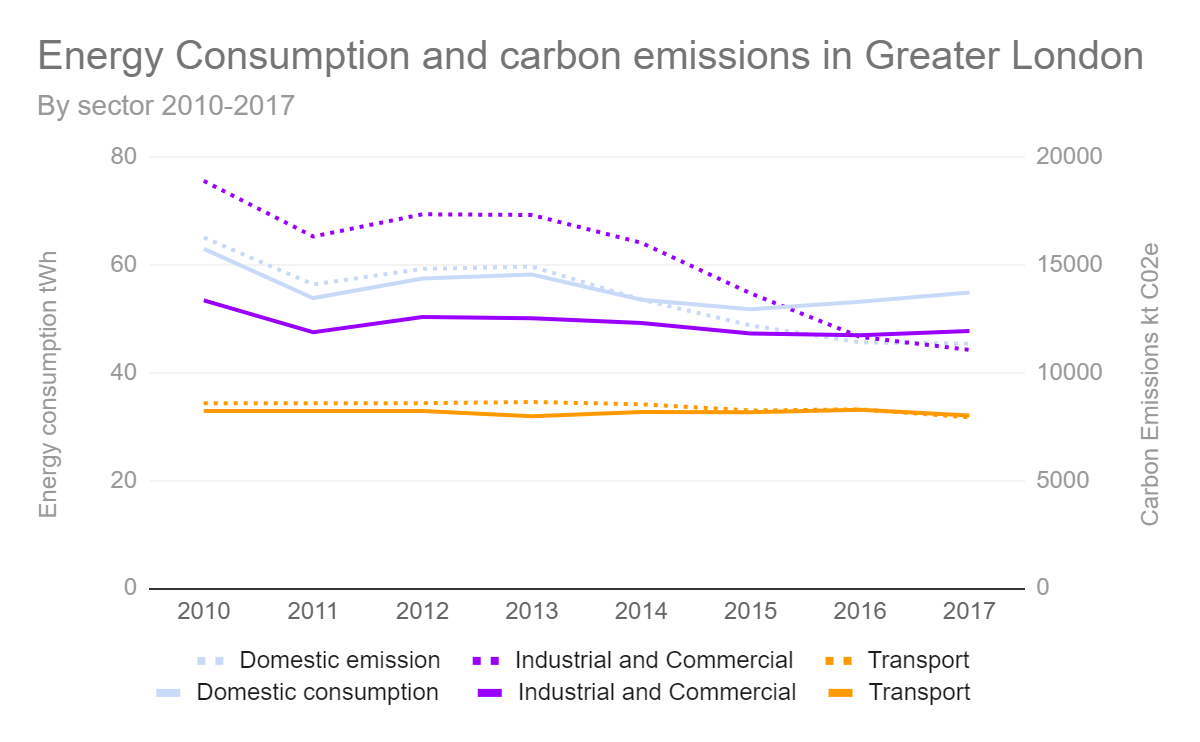 Energy Consumption and carbon emissions in Greater London
By sector 2010-2017
80
60
40
20
0
Energy consumption tWh
20000
15000
10000
5000
0
Carbon Emissions kt C02e
2010 2011 2012 2013 2014 2015 2016 2017
Domestic emission Industrial and Commercial Transport
Domestic consumption Industrial and Commercial Transport